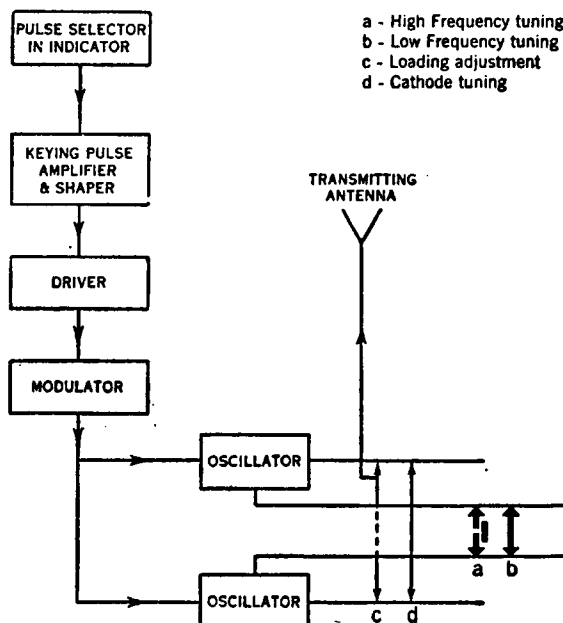 PULSE SELECTOR
IN INDICATOR
a - High Frequency tuning
b - Low Frequency tuning
c - Loading adjustment
d - Cathode tuning
KEYING PULSE
AMPLIFIER
& SHAPER
TRANSMITTING
ANTENNA
DRIVER
MODULATOR
OSCILLATOR
a b
OSCILLATOR
c d